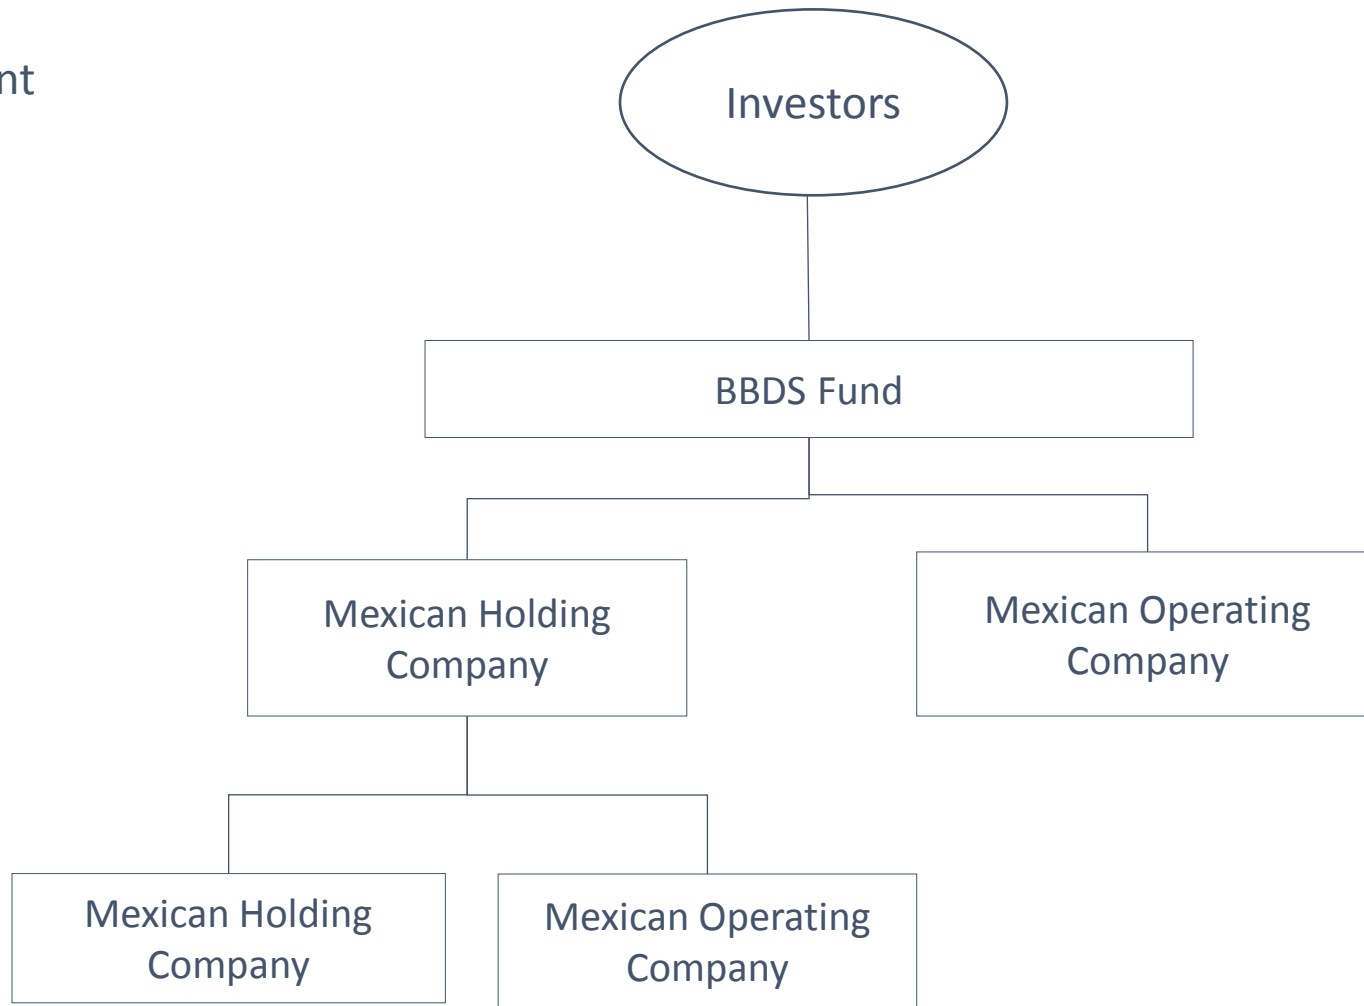 nt
Investors
BBDS Fund
Mexican Holding
Company
Mexican Operating
Company
Mexican Holding
Company
Mexican Operating
Company